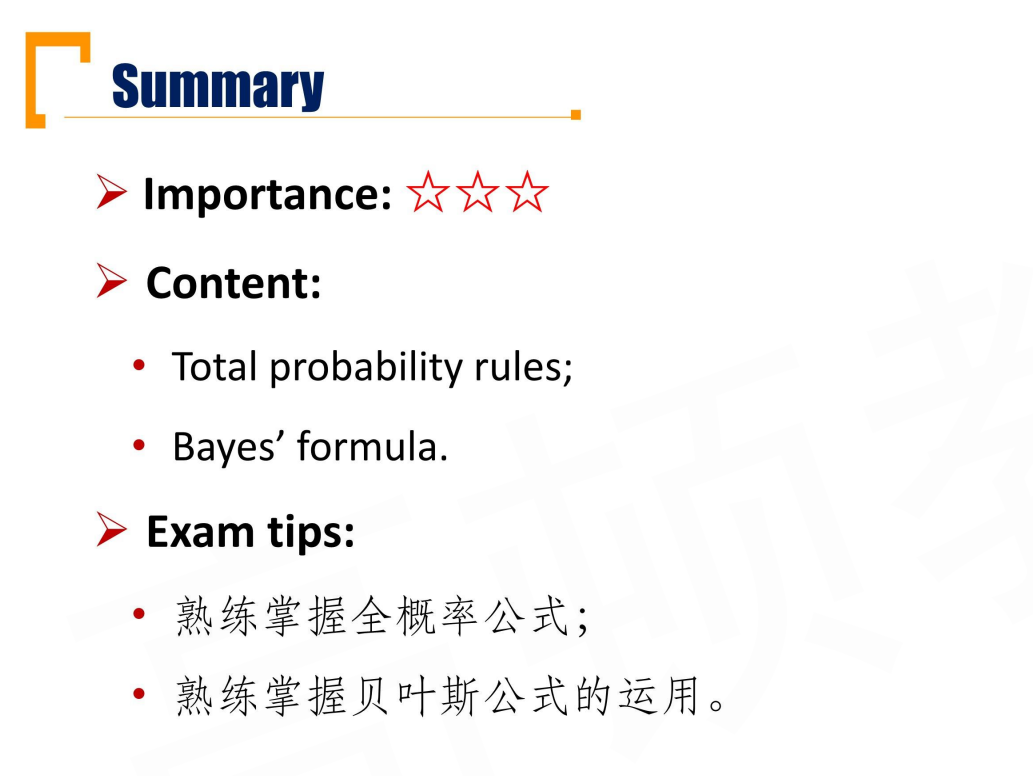 Summary
Importance: ☆☆☆
Content:
Total probability rules;
Bayes’ formula.
Exam tips:
熟练掌握全概率公式；
熟练掌握贝叶斯公式的运用。